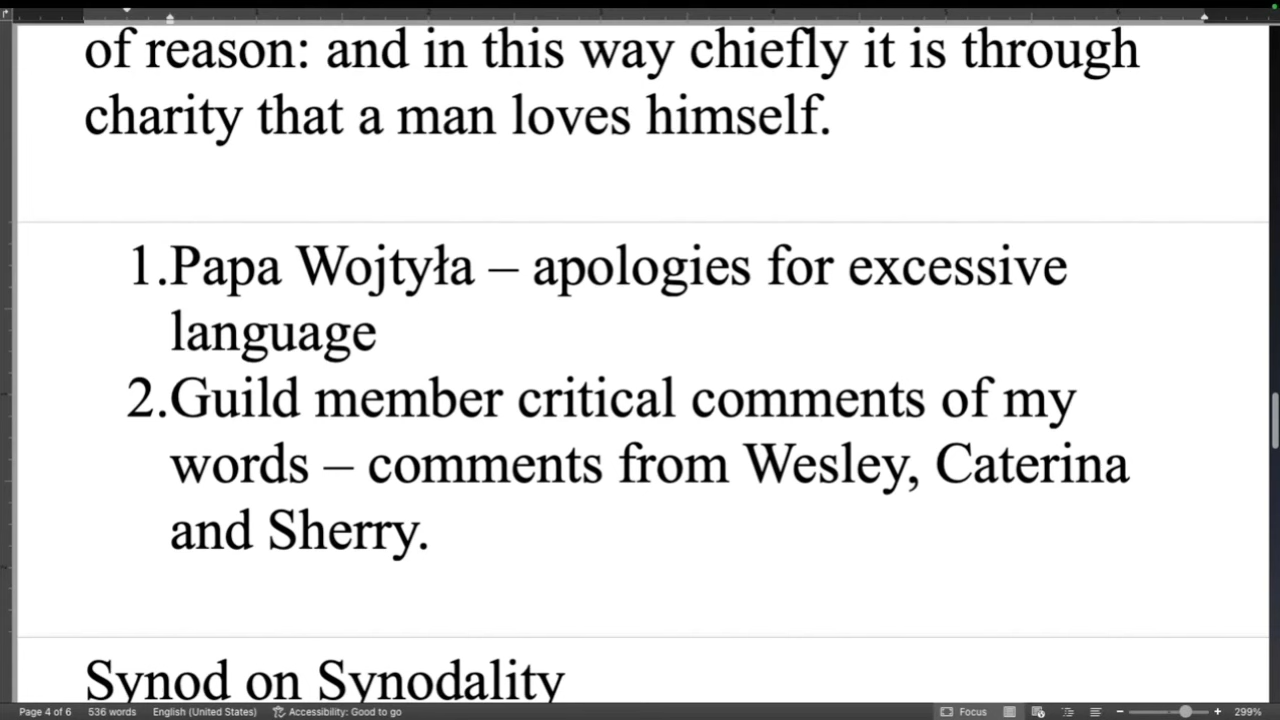 of reason: and in this way chiefly it is through
charity that a man loves himself.
1.Papa Wojtyła – apologies for excessive
language
2.Guild member critical comments of my
words – comments from Wesley, Caterina
and Sherry.
Synod on Synodality
Page 4 of 6 536 words English (United States) Accessibility: Good to go Focus 299%